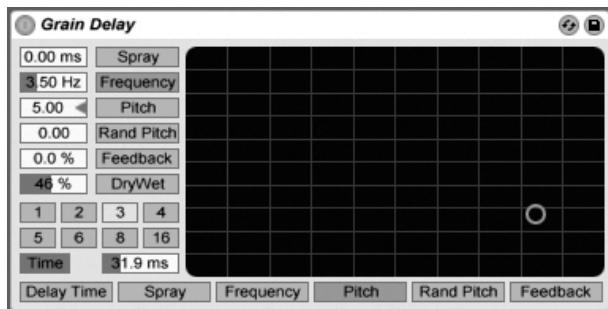 Grain Delay
0.00 ms Spray
3.50 Hz Frequency
5.00 Pitch
0.00 Rand Pitch
0.0 % Feedback
46 % DryWet
1 2 3 4
5 6 8 16
Time 31.9 ms
Delay Time Spray Frequency Pitch Rand Pitch Feedback